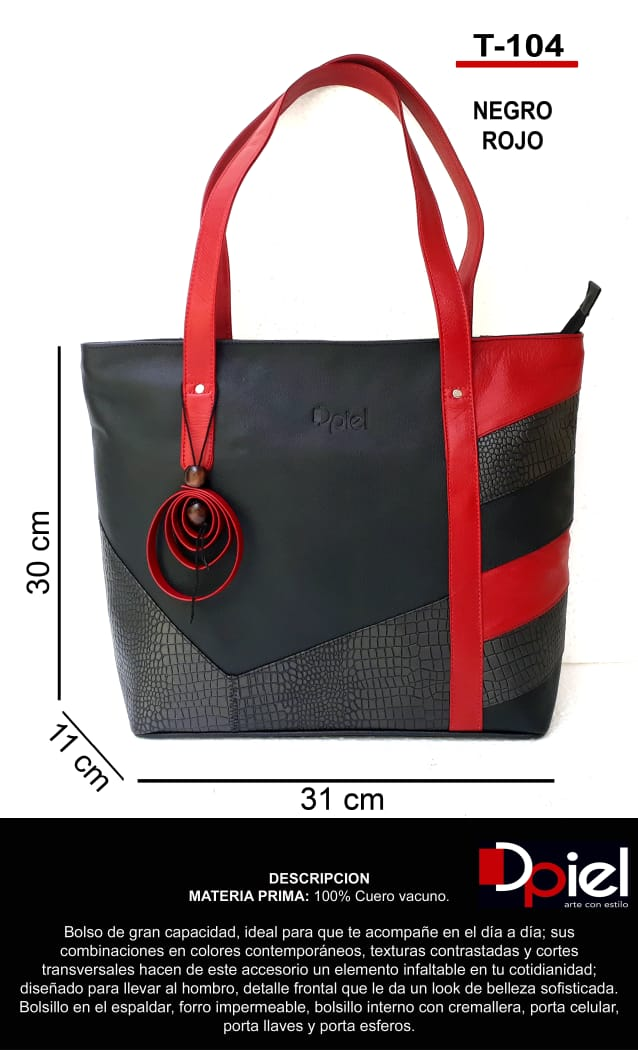 T-104
NEGRO
ROJO
Dpiel
30 cm
11 cm
31 cm
Dpiel
arte con estilo
DESCRIPCION
MATERIA PRIMA: 100% Cuero vacuno.
Bolso de gran capacidad, ideal para que te acompañe en el día a día; sus
combinaciones en colores contemporáneos, texturas contrastadas y cortes
transversales hacen de este accesorio un elemento infaltable en tu cotidianidad;
diseñado para llevar al hombro, detalle frontal que le da un look de belleza sofisticada.
Bolsillo en el espaldar, forro impermeable, bolsillo interno con cremallera, porta celular,
porta llaves y porta esferos.